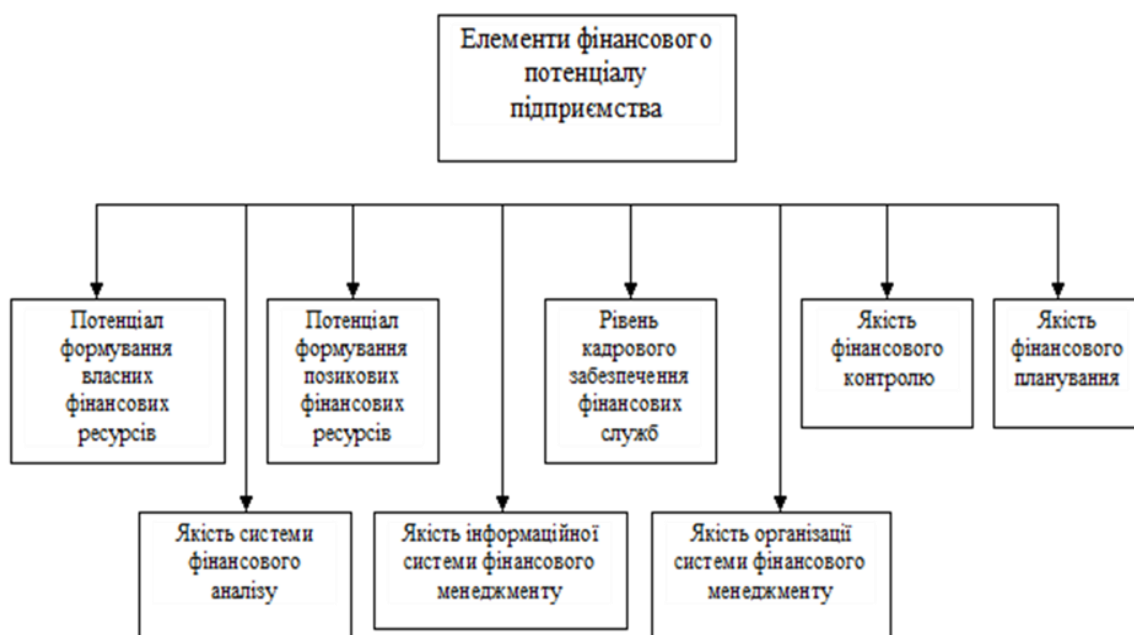 Елементи фінансового
потенціалу
підприємства
Потенціал
формування
власних
фінансових
ресурсів
Потенціал
формування
позикових
фінансових
ресурсів
Рівень
кадрового
забезпечення
фінансових
служб
Якість
фінансового
контролю
Якість
фінансового
планування
Якість системи
фінансового
аналізу
Якість інформаційної
системи фінансового
менеджменту
Якість організації
системи фінансового
менеджменту